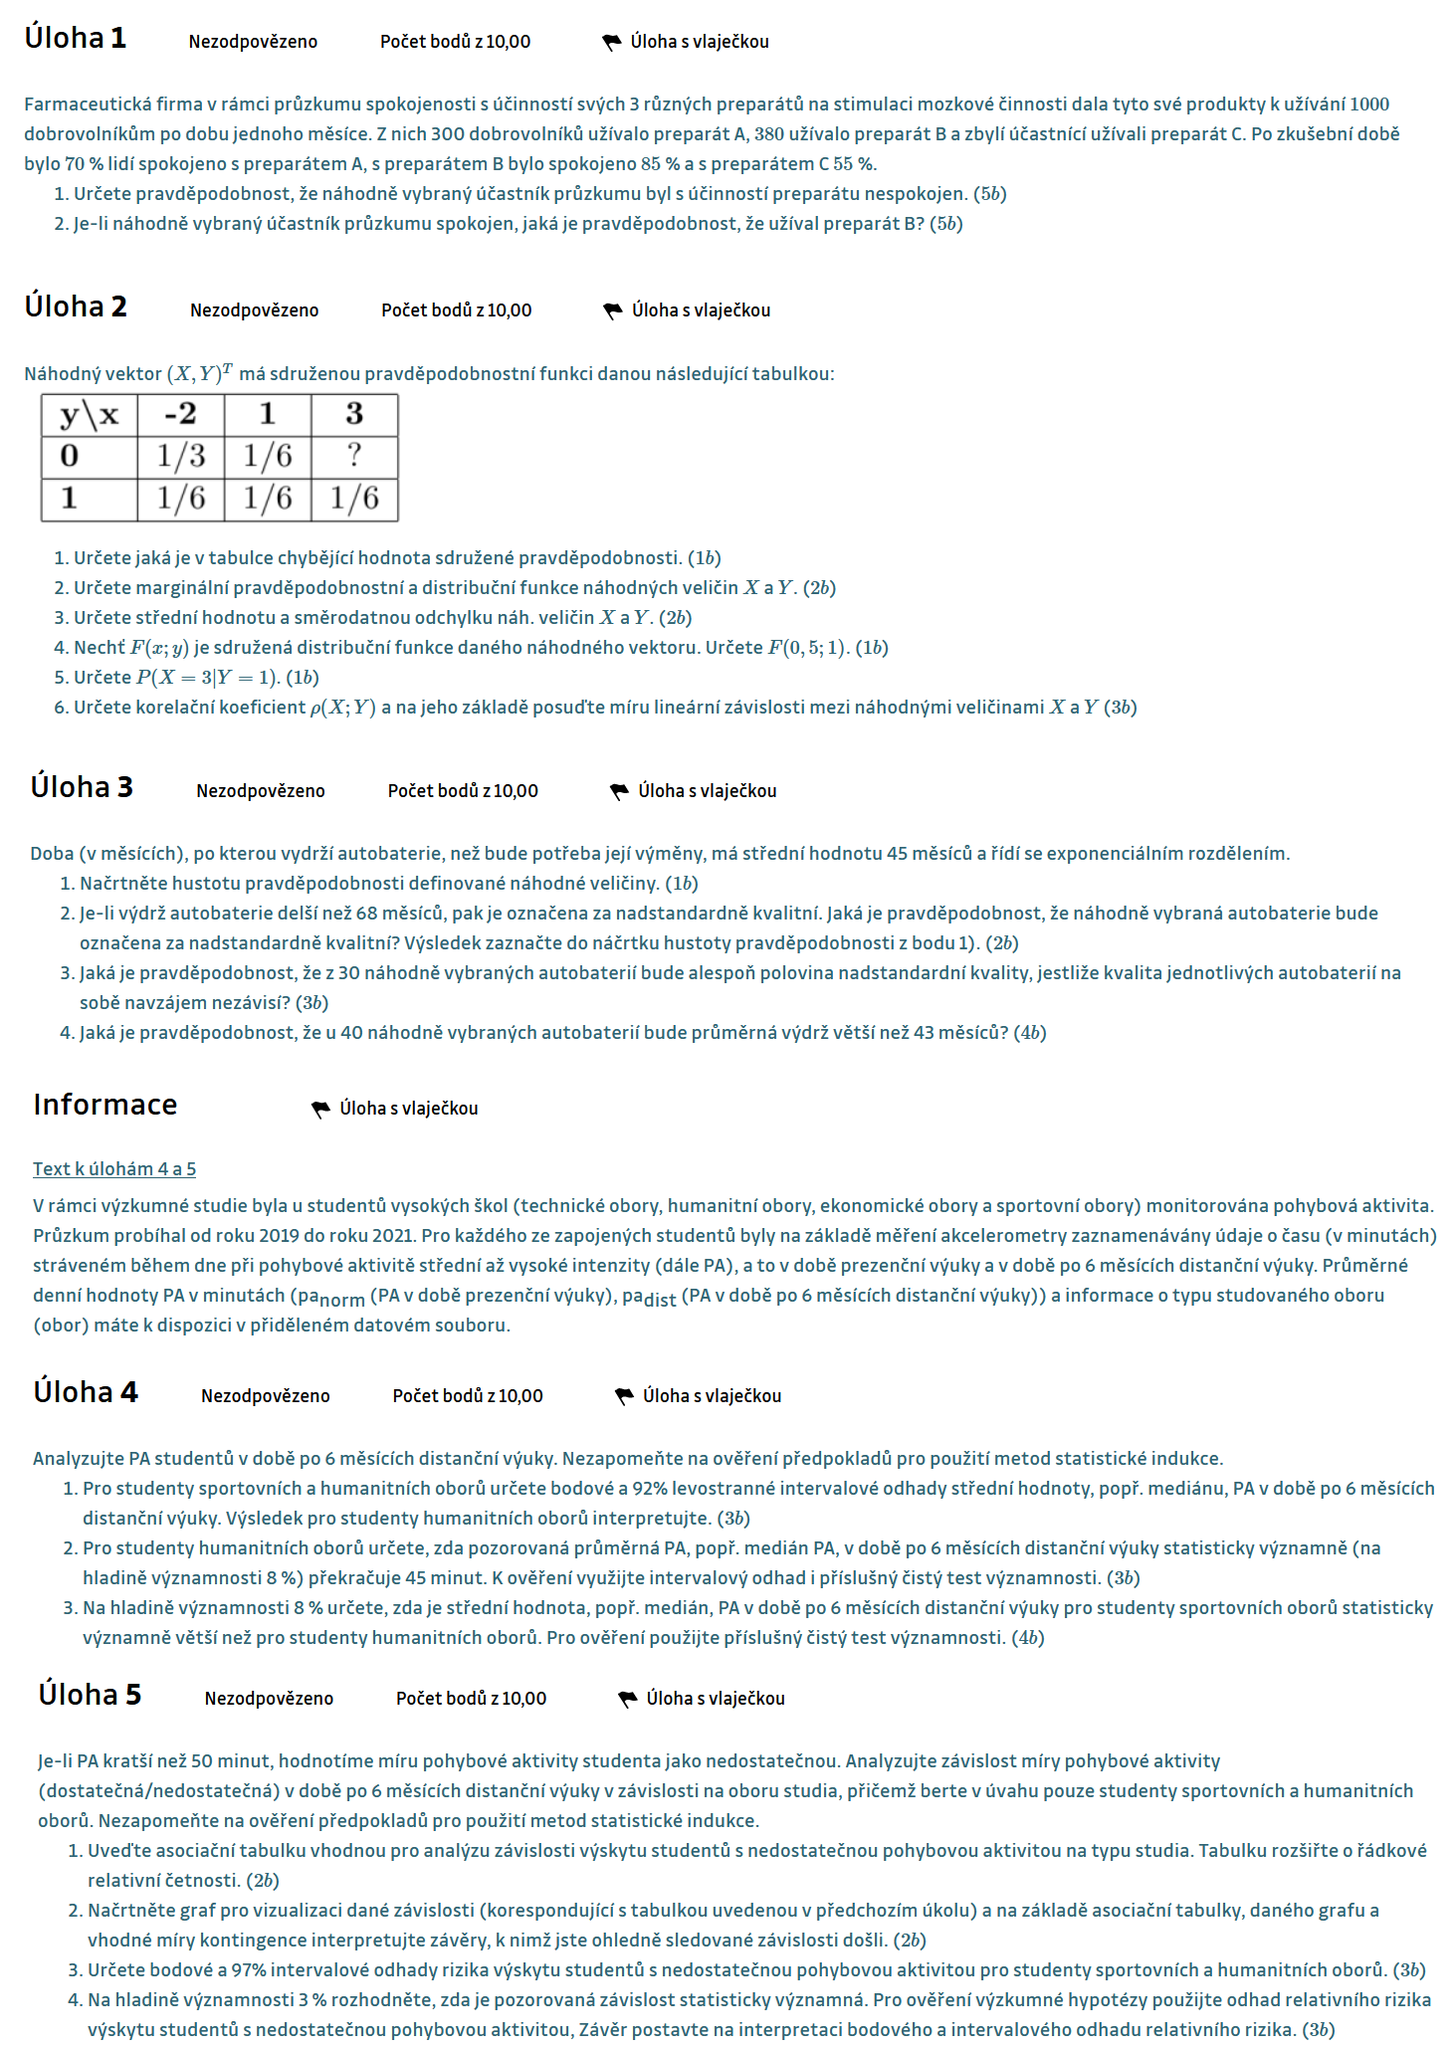 Úloha 1 Nezodpovězeno Počet bodů z 10,00 Úloha s vlaječkou
Farmaceutická firma v rámci průzkumu spokojenosti s účinností svých 3 různých preparátů na stimulaci mozkové činnosti dala tyto své produkty k užívání 1000
dobrovolníkům po dobu jednoho měsíce. Z nich 300 dobrovolníků užívalo preparát A, 380 užívalo preparát B a zbylí účastnící užívali preparát C. Po zkušební době
bylo 70 % lidí spokojeno s preparátem A, s preparátem B bylo spokojeno 85 % a s preparátem C 55 %.
1. Určete pravděpodobnost, že náhodně vybraný účastník průzkumu byl s účinností preparátu nespokojen. (5b)
2. Je-li náhodně vybraný účastník průzkumu spokojen, jaká je pravděpodobnost, že užíval preparát B? (5b)
Úloha 2 Nezodpovězeno Počet bodů z 10,00 Úloha s vlaječkou
Náhodný vektor (X, Y)^T má sdruženou pravděpodobnostní funkci danou následující tabulkou:
y\x -2 1 3
0 1/3 1/6 ?
1 1/6 1/6 1/6
1. Určete jaká je v tabulce chybějící hodnota sdružené pravděpodobnosti. (1b)
2. Určete marginální pravděpodobnostní a distribuční funkce náhodných veličin X a Y. (2b)
3. Určete střední hodnotu a směrodatnou odchylku náh. veličin X a Y. (2b)
4. Nechť F(x; y) je sdružená distribuční funkce daného náhodného vektoru. Určete F(0, 5; 1). (1b)
5. Určete P(X = 3|Y = 1). (1b)
6. Určete korelační koeficient ρ(X; Y) a na jeho základě posuďte míru lineární závislosti mezi náhodnými veličinami X a Y (3b)
Úloha 3 Nezodpovězeno Počet bodů z 10,00 Úloha s vlaječkou
Doba (v měsících), po kterou vydrží autobaterie, než bude potřeba její výměny, má střední hodnotu 45 měsíců a řídí se exponenciálním rozdělením.
1. Načrtněte hustotu pravděpodobnosti definované náhodné veličiny. (1b)
2. Je-li výdrž autobaterie delší než 68 měsíců, pak je označena za nadstandardně kvalitní. Jaká je pravděpodobnost, že náhodně vybraná autobaterie bude
označena za nadstandardně kvalitní? Výsledek zaznačte do náčrtku hustoty pravděpodobnosti z bodu 1). (2b)
3. Jaká je pravděpodobnost, že z 30 náhodně vybraných autobaterií bude alespoň polovina nadstandardní kvality, jestliže kvalita jednotlivých autobaterií na
sobě navzájem nezávisí? (3b)
4. Jaká je pravděpodobnost, že u 40 náhodně vybraných autobaterií bude průměrná výdrž větší než 43 měsíců? (4b)
Informace Úloha s vlaječkou
Text k úlohám 4 a 5
V rámci výzkumné studie byla u studentů vysokých škol (technické obory, humanitní obory, ekonomické obory a sportovní obory) monitorována pohybová aktivita.
Průzkum probíhal od roku 2019 do roku 2021. Pro každého ze zapojených studentů byly na základě měření akcelerometry zaznamenávány údaje o času (v minutách)
stráveném během dne při pohybové aktivitě střední až vysoké intenzity (dále PA), a to v době prezenční výuky a v době po 6 měsících distanční výuky. Průměrné
denní hodnoty PA v minutách (pa_norm (PA v době prezenční výuky), pa_dist (PA v době po 6 měsících distanční výuky)) a informace o typu studovaného oboru
(obor) máte k dispozici v přiděleném datovém souboru.
Úloha 4 Nezodpovězeno Počet bodů z 10,00 Úloha s vlaječkou
Analyzujte PA studentů v době po 6 měsících distanční výuky. Nezapomeňte na ověření předpokladů pro použití metod statistické indukce.
1. Pro studenty sportovních a humanitních oborů určete bodové a 92% levostranné intervalové odhady střední hodnoty, popř. mediánu, PA v době po 6 měsících
distanční výuky. Výsledek pro studenty humanitních oborů interpretujte. (3b)
2. Pro studenty humanitních oborů určete, zda pozorovaná průměrná PA, popř. medián PA, v době po 6 měsících distanční výuky statisticky významně (na
hladině významnosti 8 %) překračuje 45 minut. K ověření využijte intervalový odhad i příslušný čistý test významnosti. (3b)
3. Na hladině významnosti 8 % určete, zda je střední hodnota, popř. medián, PA v době po 6 měsících distanční výuky pro studenty sportovních oborů statisticky
významně větší než pro studenty humanitních oborů. Pro ověření použijte příslušný čistý test významnosti. (4b)
Úloha 5 Nezodpovězeno Počet bodů z 10,00 Úloha s vlaječkou
Je-li PA kratší než 50 minut, hodnotíme míru pohybové aktivity studenta jako nedostatečnou. Analyzujte závislost míry pohybové aktivity
(dostatečná/nedostatečná) v době po 6 měsících distanční výuky v závislosti na oboru studia, přičemž berte v úvahu pouze studenty sportovních a humanitních
oborů. Nezapomeňte na ověření předpokladů pro použití metod statistické indukce.
1. Uveďte asociační tabulku vhodnou pro analýzu závislosti výskytu studentů s nedostatečnou pohybovou aktivitou na typu studia. Tabulku rozšiřte o řádkové
relativní četnosti. (2b)
2. Načrtněte graf pro vizualizaci dané závislosti (korespondující s tabulkou uvedenou v předchozím úkolu) a na základě asociační tabulky, daného grafu a
vhodné míry kontingence interpretujte závěry, k nimž jste ohledně sledované závislosti došli. (2b)
3. Určete bodové a 97% intervalové odhady rizika výskytu studentů s nedostatečnou pohybovou aktivitou pro studenty sportovních a humanitních oborů. (3b)
4. Na hladině významnosti 3 % rozhodněte, zda je pozorovaná závislost statisticky významná. Pro ověření výzkumné hypotézy použijte odhad relativního rizika
výskytu studentů s nedostatečnou pohybovou aktivitou, Závěr postavte na interpretaci bodového a intervalového odhadu relativního rizika. (3b)